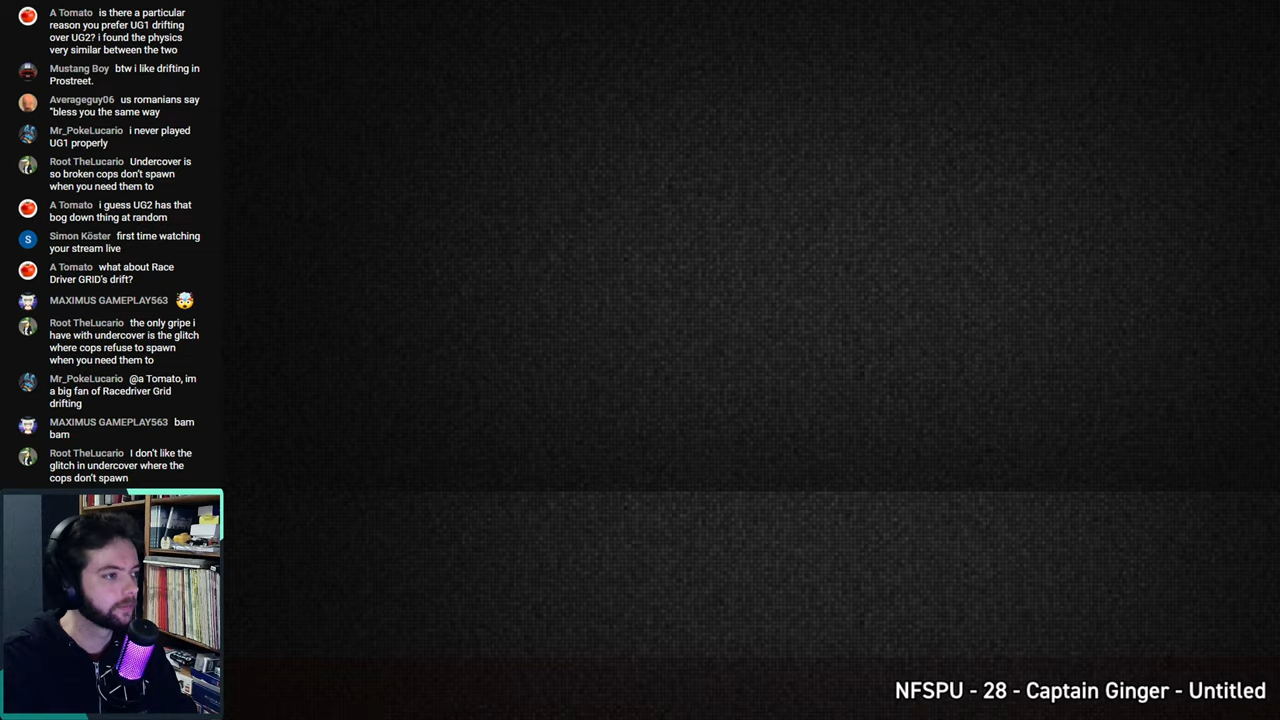 A Tomato is there a particular
reason you prefer UG1 drifting
over UG2? i found the physics
very similar between the two
Mustang Boy btw i like drifting in
Prostreet.
Averageguy06 us romanians say
"bless you the same way
Mr_PokeLucario i never played
UG1 properly
Root TheLucario Undercover is
so broken cops don't spawn
when you need them to
A Tomato i guess UG2 has that
bog down thing at random
S
Simon Köster first time watching
your stream live
A Tomato what about Race
Driver GRID's drift?
MAXIMUS GAMEPLAY563 🤯
Root TheLucario the only gripe i
have with undercover is the glitch
where cops refuse to spawn
when you need them to
Mr_PokeLucario @a Tomato, im
a big fan of Racedriver Grid
drifting
MAXIMUS GAMEPLAY563 bam
bam
Root TheLucario I don't like the
glitch in undercover where the
cops don't spawn
NFSPU - 28 - Captain Ginger - Untitled